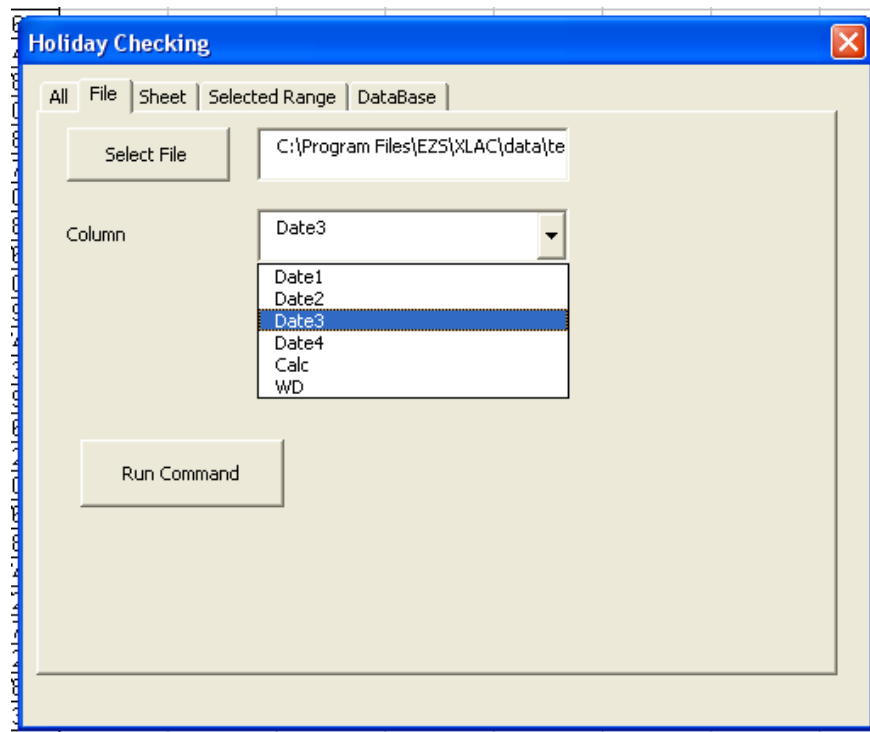 Holiday Checking
All File Sheet Selected Range DataBase
Select File C:\Program Files\EZS\XLAC\data\te
Column Date3
Date1
Date2
Date3
Date4
Calc
WD
Run Command